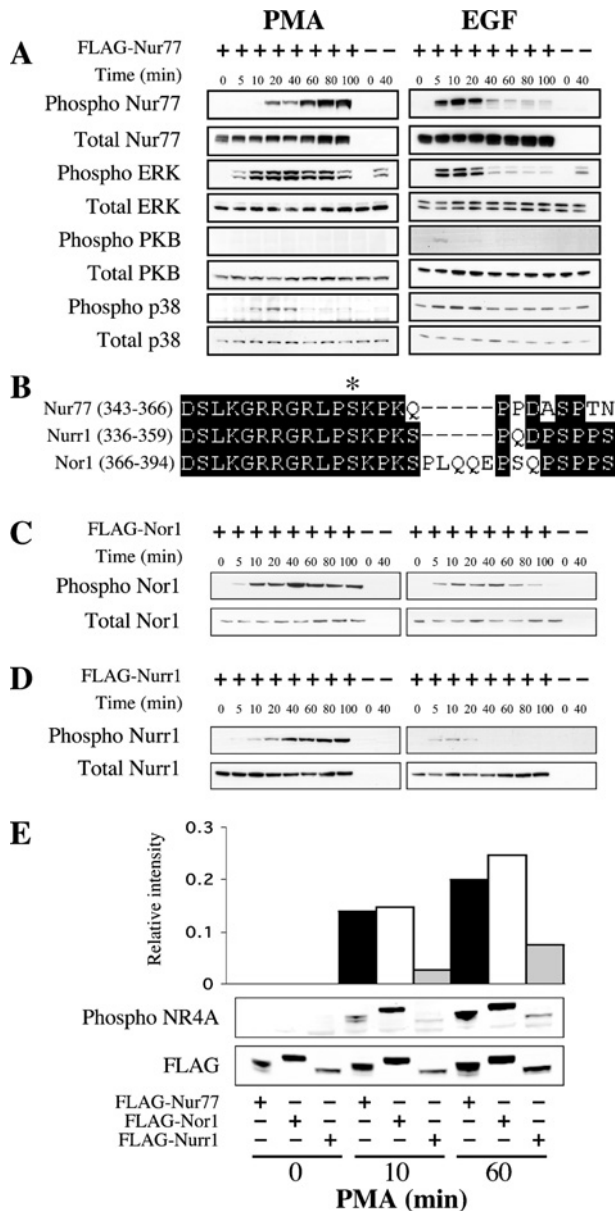 PMA EGF
A FLAG-Nur77 + + + + + + + + − − + + + + + + + + − −
Time (min) 0 5 10 20 40 60 80 100 0 40 0 5 10 20 40 60 80 100 0 40
Phospho Nur77
Total Nur77
Phospho ERK
Total ERK
Phospho PKB
Total PKB
Phospho p38
Total p38
B *
Nur77 (343-366) DSLKGRRGRLPSKPKQ-----PPDASPTN
Nurr1 (336-359) DSLKGRRGRLPSKPKS-----PQDPSPPS
Nor1 (366-394) DSLKGRRGRLPSKPKSPLQQEPSQPSPPS
C FLAG-Nor1 + + + + + + + + − − + + + + + + + + − −
Time (min) 0 5 10 20 40 60 80 100 0 40 0 5 10 20 40 60 80 100 0 40
Phospho Nor1
Total Nor1
D FLAG-Nurr1 + + + + + + + + − − + + + + + + + + − −
Time (min) 0 5 10 20 40 60 80 100 0 40 0 5 10 20 40 60 80 100 0 40
Phospho Nurr1
Total Nurr1
E
Relative intensity
0.3
0.2
0.1
0
Phospho NR4A
FLAG
FLAG-Nur77 + − − + − − + − −
FLAG-Nor1 − + − − + − − + −
FLAG-Nurr1 − − + − − + − − +
0 10 60
PMA (min)